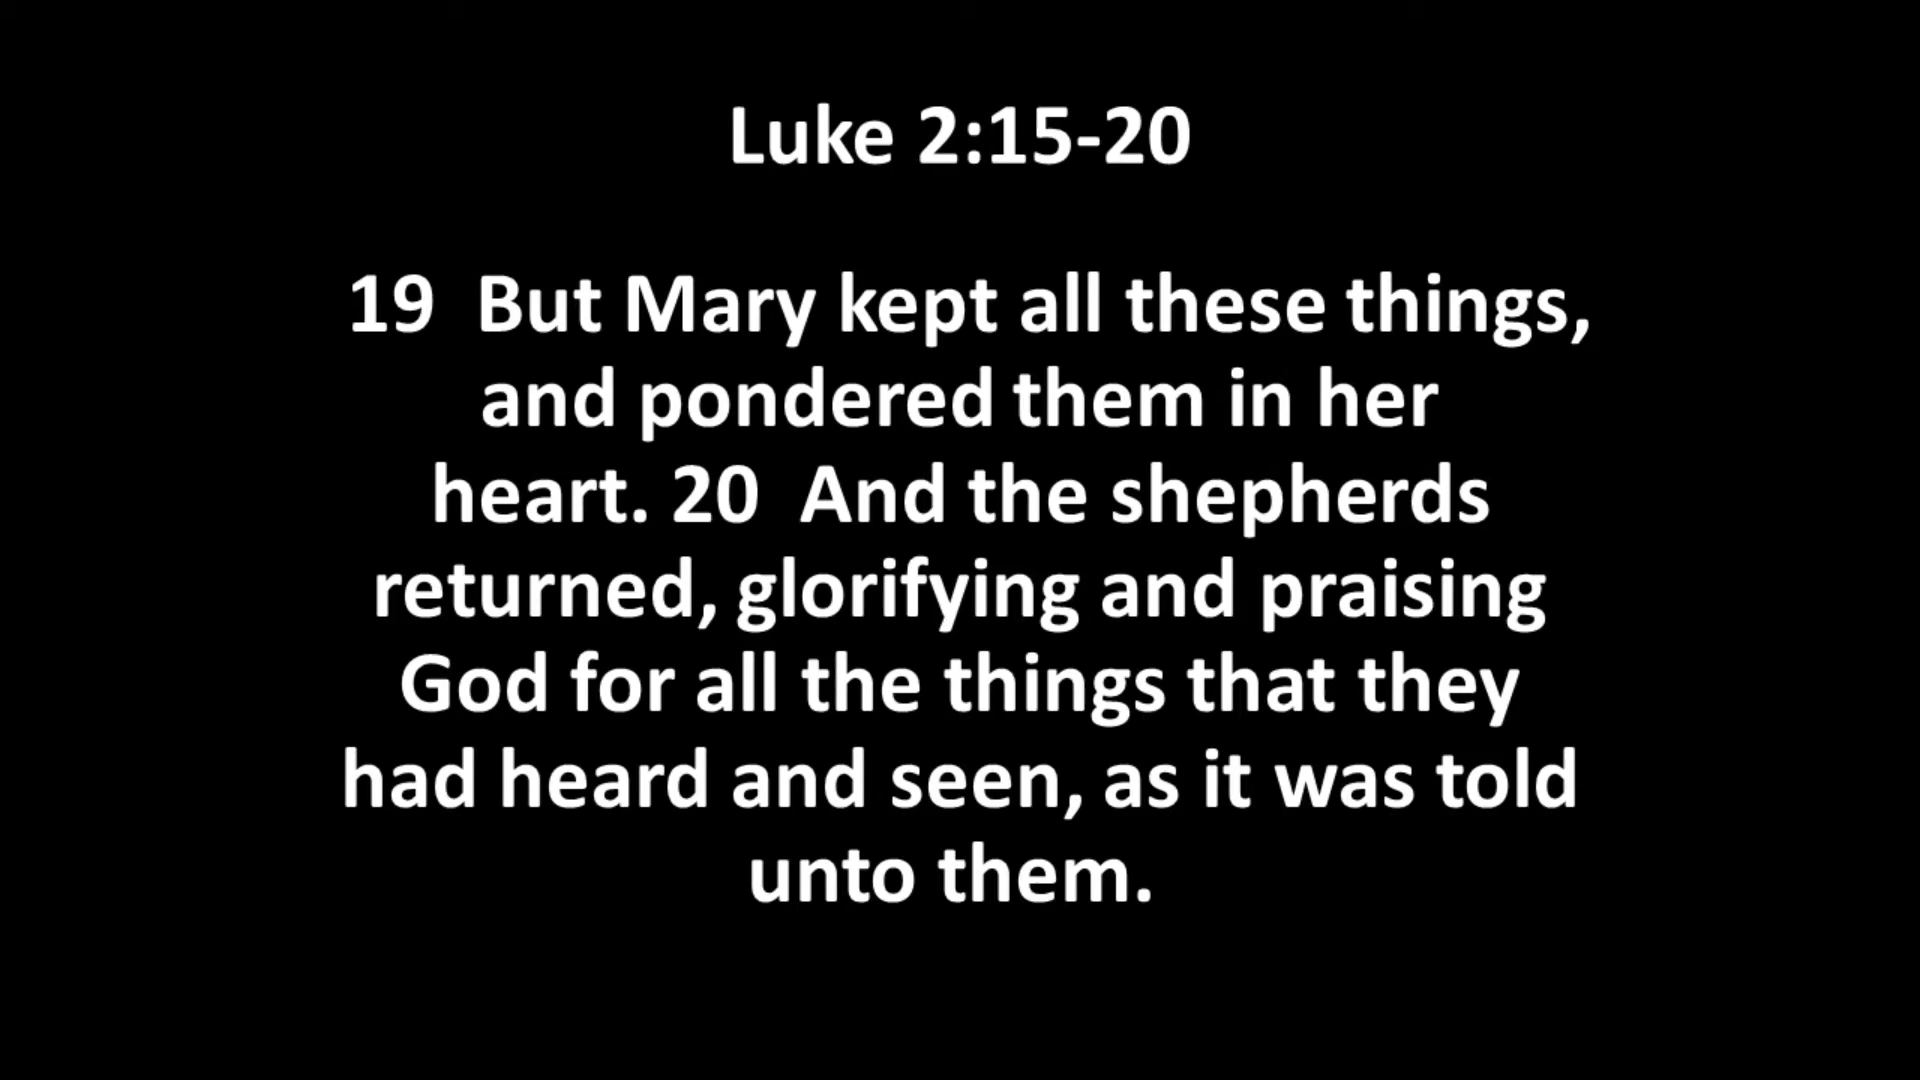 Luke 2:15-20
19  But Mary kept all these things,
and pondered them in her
heart. 20  And the shepherds
returned, glorifying and praising
God for all the things that they
had heard and seen, as it was told
unto them.